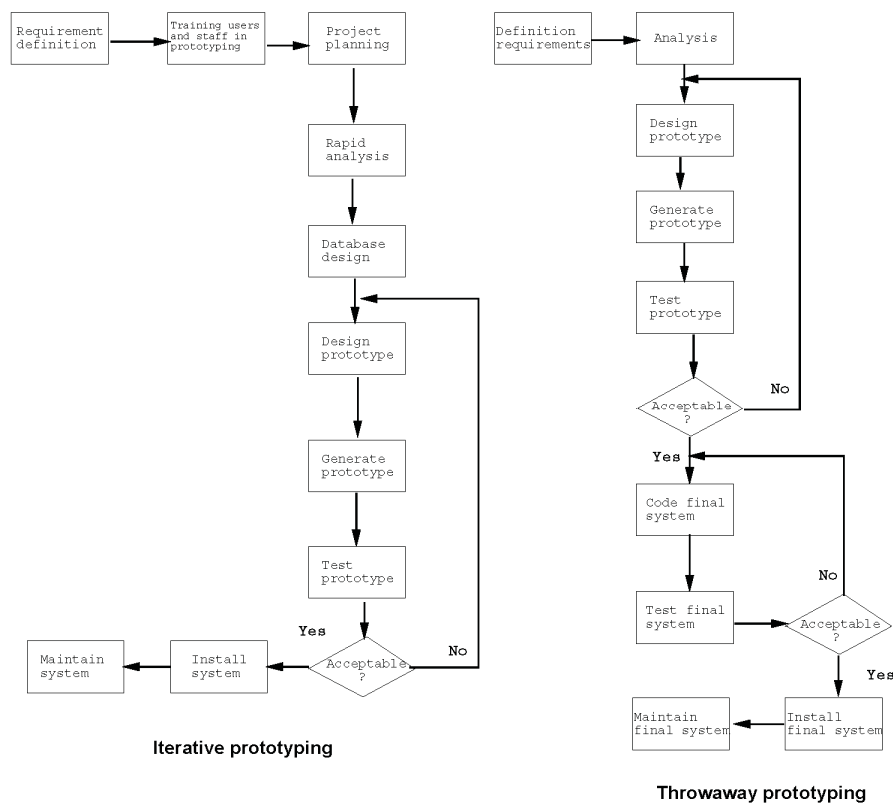 Requirement
definition
Training users
and staff in
prototyping
Project
planning
Rapid
analysis
Database
design
Design
prototype
Generate
prototype
Test
prototype
Yes
Acceptable
?
No
Install
system
Maintain
system
Iterative prototyping
Definition
requirements
Analysis
Design
prototype
Generate
prototype
Test
prototype
No
Acceptable
?
Yes
Code final
system
No
Test final
system
Acceptable
?
Yes
Install
final system
Maintain
final system
Throwaway prototyping